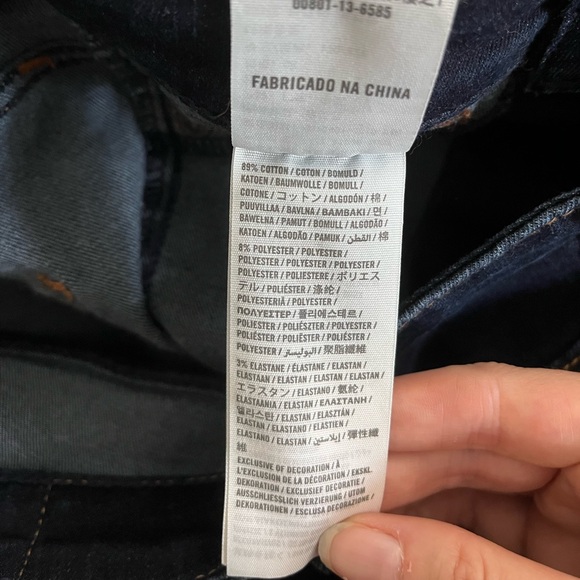 00801-13-6585
FABRICADO NA CHINA
89% COTTON / COTON / BOMULD /
KATOEN / BAUMWOLLE / BOMULL /
COTONE / コットン / ALGODÓN / 棉 /
PUUVILLAA / BAVLNA / ΒΑΜΒΑΚΙ / 면 /
BAWEŁNA / PAMUT / BOMULL / ALGODÃO /
KATOEN / ALGODÃO / PAMUK / القطن / 棉
8% POLYESTER / POLYESTER /
POLYESTER / POLYESTER / POLYESTER /
POLYESTER / POLIESTERE / ポリエス
テル / POLIÉSTER / 涤纶 /
POLYESTERIÄ / POLYESTER /
ΠΟΛΥΕΣΤΕΡ / 폴리에스테르 /
POLIESTER / POLIÉSZTER / POLYESTER /
POLIÉSTER / POLYESTER / POLIÉSTER /
POLYESTER / البوليستر / 聚脂纖維
3% ELASTANE / ÉLASTANE / ELASTAN /
ELASTAAN / ELASTAN / ELASTAN / ELASTAN
/ エラスタン / ELASTANO / 氨纶 /
ELASTAANIA / ELASTAN / ΕΛΑΣΤΑΝΗ /
엘라스탄 / ELASTAN / ELASZTÁN /
ELASTAN / ELASTANO / ELASTIEN /
ELASTANO / ELASTAN / إيلاستين / 彈性纖
維
EXCLUSIVE OF DECORATION / À
L'EXCLUSION DE LA DÉCORATION / EKSKL.
DEKORATION / EXCLUSIEF DECORATIE /
AUSSCHLIESSLICH VERZIERUNG / UTOM
DEKORATIONEN / ESCLUSA DECORAZIONE /